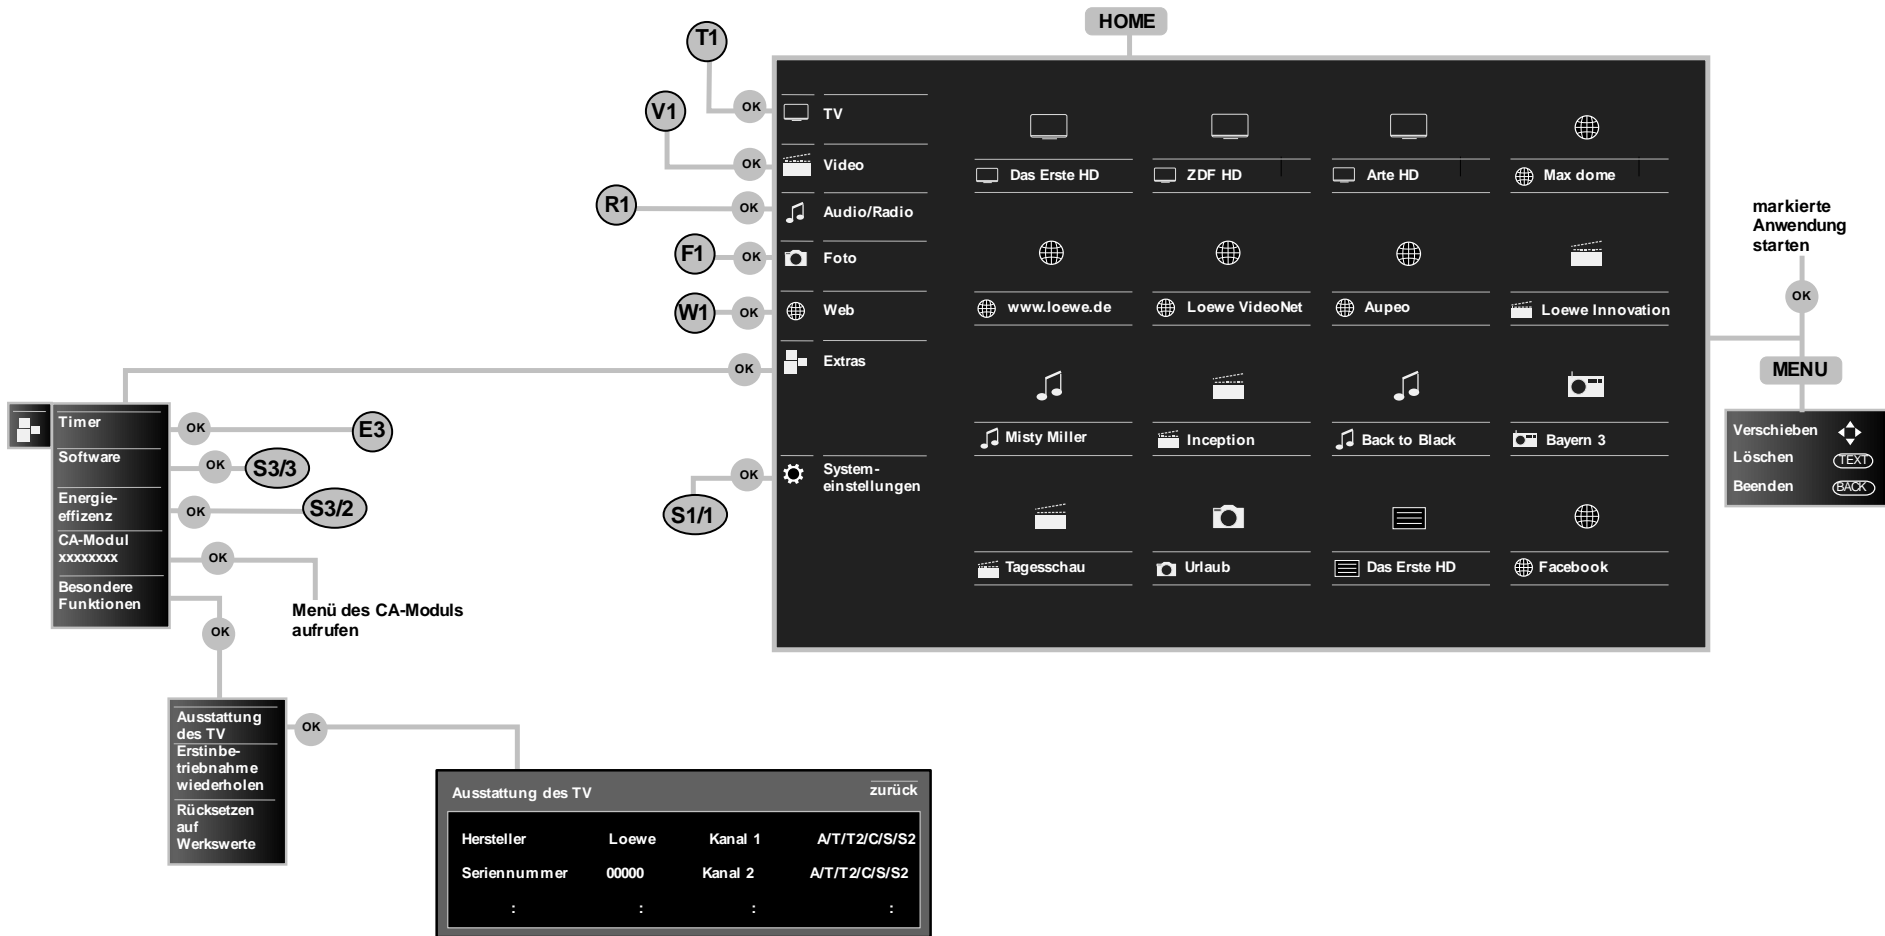 HOME
T1
OK
TV
V1
OK
Video
R1
OK
Audio/Radio
F1
OK
Foto
W1
OK
Web
OK
Extras
OK
System-
einstellungen
S1/1
Das Erste HD
ZDF HD
Arte HD
Max dome
www.loewe.de
Loewe VideoNet
Aupeo
Loewe Innovation
Misty Miller
Inception
Back to Black
Bayern 3
Tagesschau
Urlaub
Das Erste HD
Facebook
markierte
Anwendung
starten
OK
MENU
Verschieben
Löschen
TEXT
Beenden
BACK
Timer
OK
E3
Software
OK
S3/3
Energie-
effizenz
OK
S3/2
CA-Modul
xxxxxxxx
OK
Menü des CA-Moduls
aufrufen
Besondere
Funktionen
OK
Ausstattung
des TV
OK
Erstinbe-
triebnahme
wiederholen
Rücksetzen
auf
Werkswerte
Ausstattung des TV
zurück
Hersteller Loewe Kanal 1 A/T/T2/C/S/S2
Seriennummer 00000 Kanal 2 A/T/T2/C/S/S2
: : : :